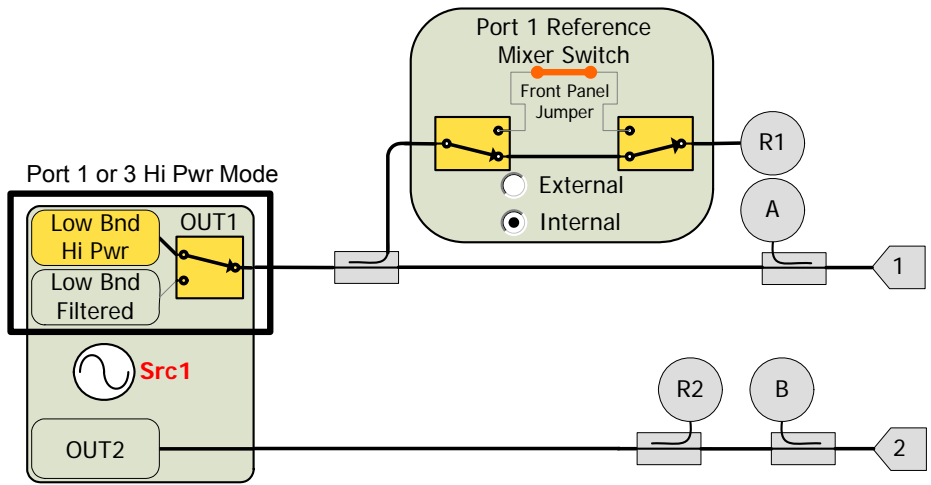 Port 1 Reference
Mixer Switch
Front Panel
Jumper
R1
External
Internal
A
Port 1 or 3 Hi Pwr Mode
Low Bnd
Hi Pwr
OUT1
Low Bnd
Filtered
1
Src1
R2
B
OUT2
2